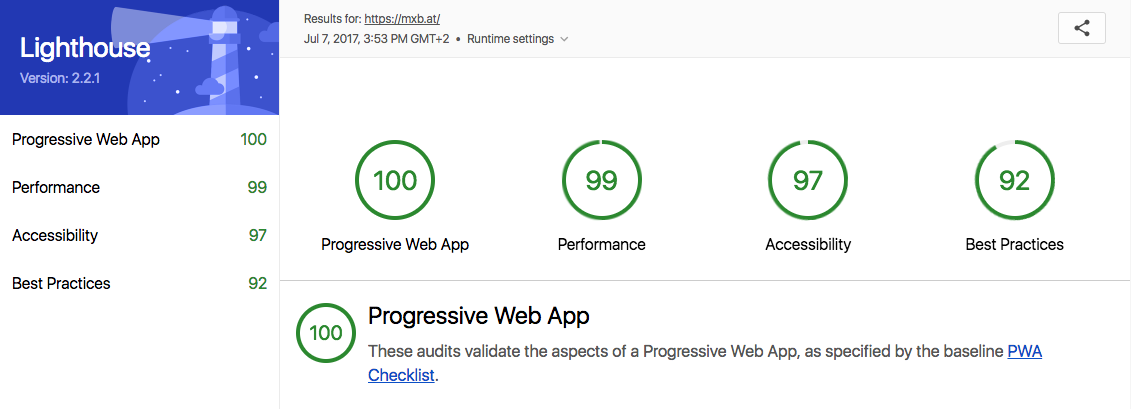 Lighthouse
Version: 2.2.1
Progressive Web App 100
Performance 99
Accessibility 97
Best Practices 92
Results for: https://mxb.at/
Jul 7, 2017, 3:53 PM GMT+2 • Runtime settings
100 99 97 92
Progressive Web App Performance Accessibility Best Practices
100
Progressive Web App
These audits validate the aspects of a Progressive Web App, as specified by the baseline PWA
Checklist.